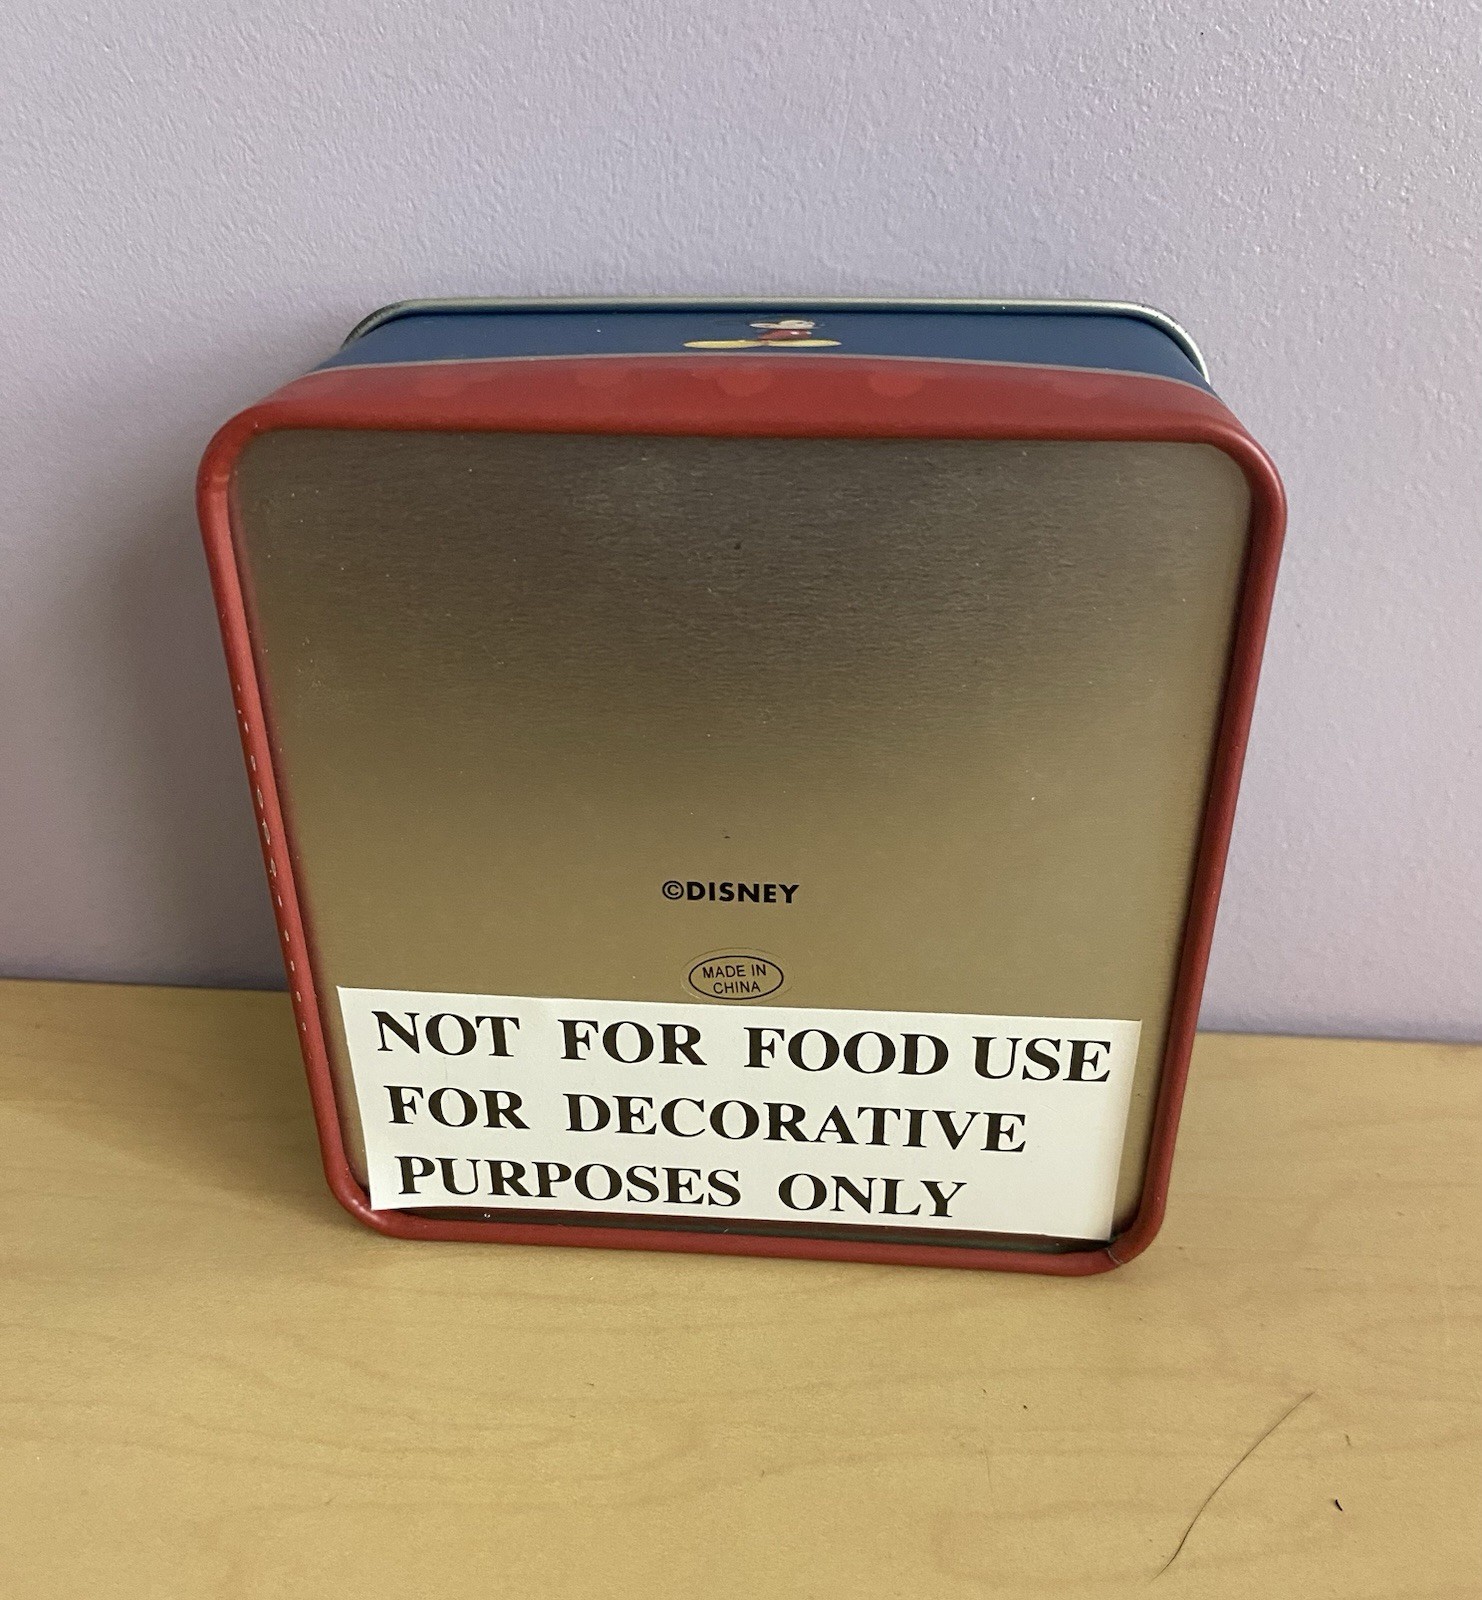 ©DISNEY
MADE IN
CHINA
NOT FOR FOOD USE
FOR DECORATIVE
PURPOSES ONLY